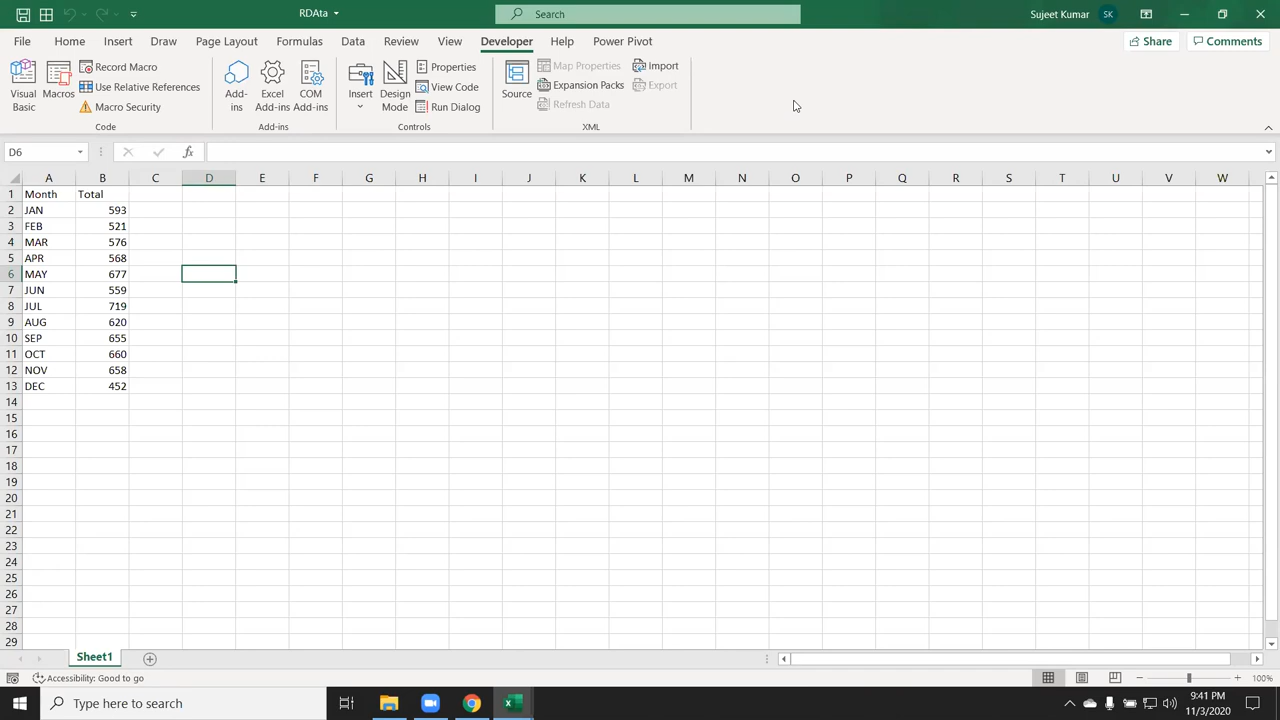 RDAta
Search
Sujeet Kumar
SK
File
Home
Insert
Draw
Page Layout
Formulas
Data
Review
View
Developer
Help
Power Pivot
Share
Comments
Visual Basic
Macros
Record Macro
Use Relative References
Macro Security
Code
Add-ins
Excel Add-ins
COM Add-ins
Add-ins
Insert
Design Mode
Properties
View Code
Run Dialog
Controls
Source
Map Properties
Expansion Packs
Refresh Data
Import
Export
XML
D6
fx
A B C D E F G H I J K L M N O P Q R S T U V W
1 Month Total
2 JAN 593
3 FEB 521
4 MAR 576
5 APR 568
6 MAY 677
7 JUN 559
8 JUL 719
9 AUG 620
10 SEP 655
11 OCT 660
12 NOV 658
13 DEC 452
14
15
16
17
18
19
20
21
22
23
24
25
26
27
28
29
Sheet1
Accessibility: Good to go
100%
Type here to search
9:41 PM
11/3/2020